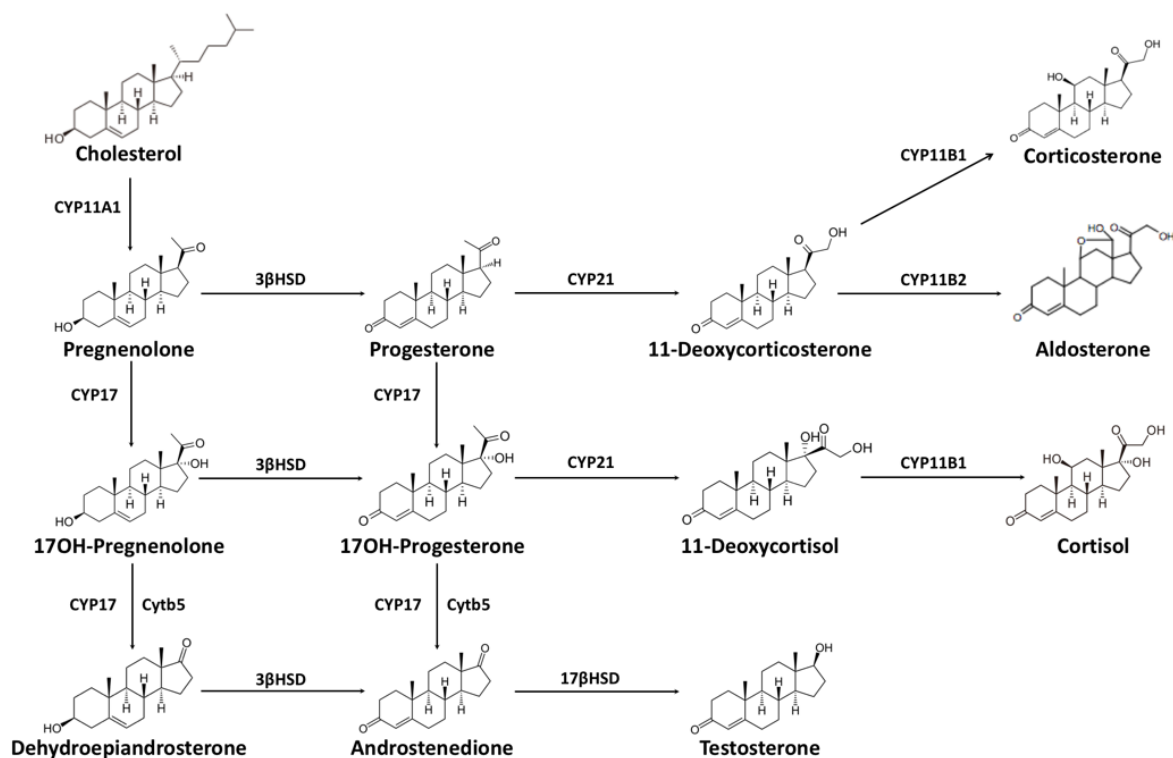 Cholesterol
HO
H
H
H
H
CYP11A1
CYP11B1
HO
O
OH
H
H
H
O
Corticosterone
Pregnenolone
HO
O
H
H
H
3βHSD
Progesterone
O
O
H
H
H
H
CYP21
11-Deoxycorticosterone
O
OH
O
H
H
H
CYP11B2
Aldosterone
HO
O
O
OH
O
CYP17
CYP17
17OH-Pregnenolone
O
OH
HO
H
H
H
3βHSD
17OH-Progesterone
O
OH
O
H
H
H
CYP21
11-Deoxycortisol
OH
O
OH
O
H
H
H
CYP11B1
Cortisol
HO
O
OH
OH
O
H
H
H
CYP17 Cytb5
CYP17 Cytb5
Dehydroepiandrosterone
O
HO
H
H
H
3βHSD
Androstenedione
O
O
H
H
H
17βHSD
Testosterone
OH
O
H
H
H